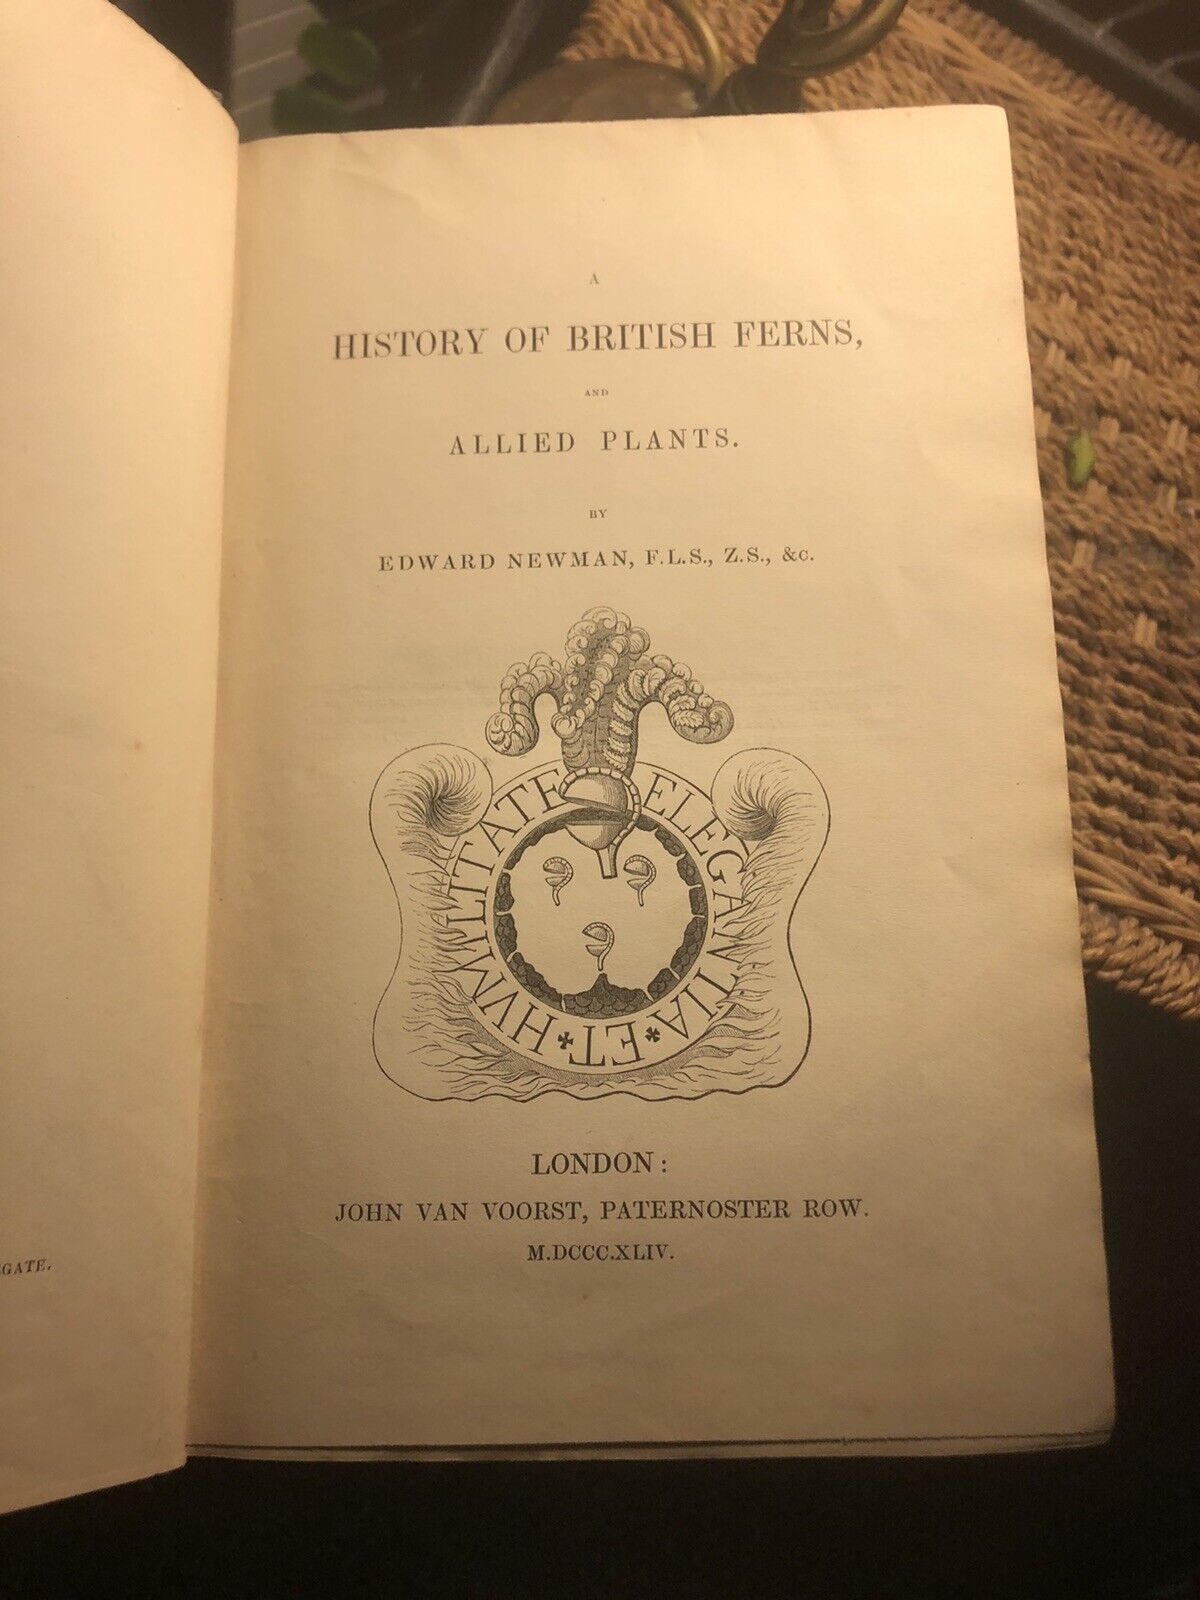 A
HISTORY OF BRITISH FERNS,
AND
ALLIED PLANTS.
BY
EDWARD NEWMAN, F.L.S., Z.S., &c.
ELEGANTIA ET HVMILITATE
LONDON:
JOHN VAN VOORST, PATERNOSTER ROW.
M.DCCC.XLIV.
GATE.